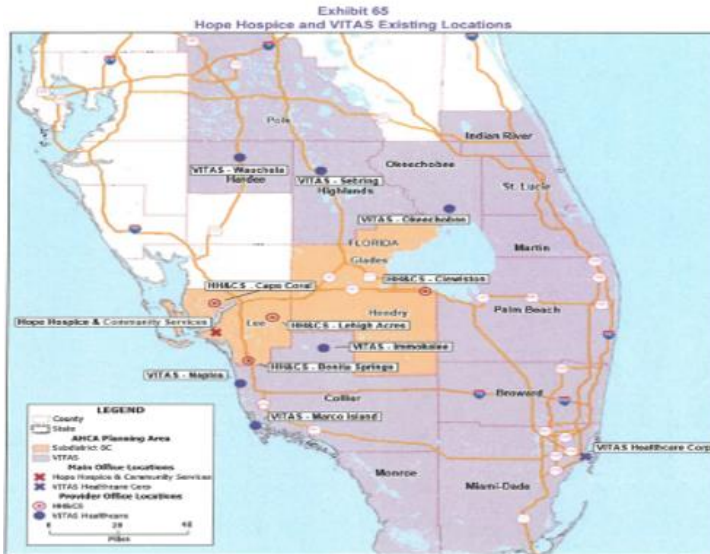 Exhibit 65
Hope Hospice and VITAS Existing Locations
Polk
Indian River
Okeechobee
VITAS - Wauchula
Hardee
VITAS - Sebring
Highlands
St. Lucie
VITAS - Okeechobee
FLORIDA
Glades
Martin
HH&CS - Cape Coral
HH&CS - Clewiston
Hope Hospice & Community Services
Lee
HH&CS - Lehigh Acres
Hendry
Palm Beach
VITAS - Immokalee
HH&CS - Bonita Springs
VITAS - Naples
Collier
Broward
LEGEND
County
State
AHCA Planning Area
Subdistrict 8C
VITAS
Main Office Locations
Hope Hospice & Community Services
VITAS Healthcare Corp
Provider Office Locations
HH&CS
VITAS Healthcare
VITAS - Marco Island
VITAS Healthcare Corp
Monroe
Miami-Dade
0
Miles